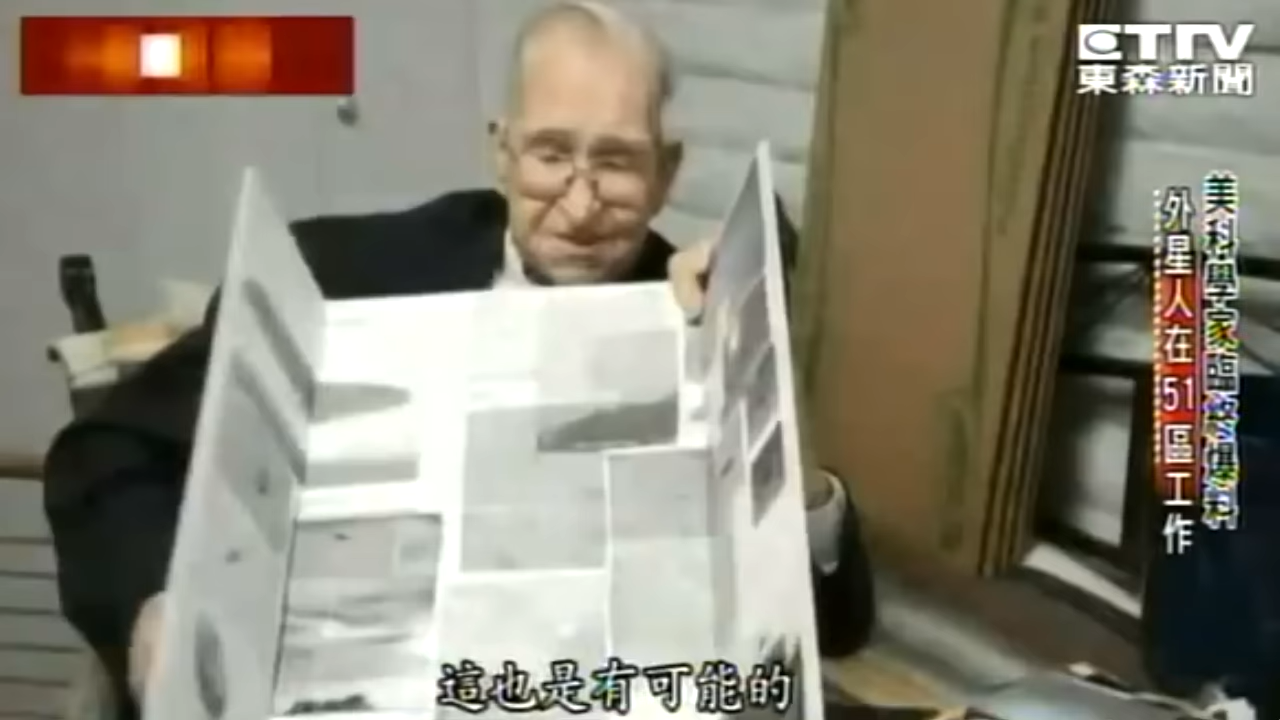 ETTV
東森新聞
美科學家臨終爆料
外星人在51區工作
這也是有可能的